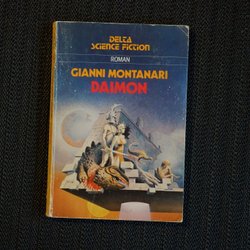 DELTA
SCIENCE FICTION
ROMAN
GIANNI MONTANARI
DAIMON